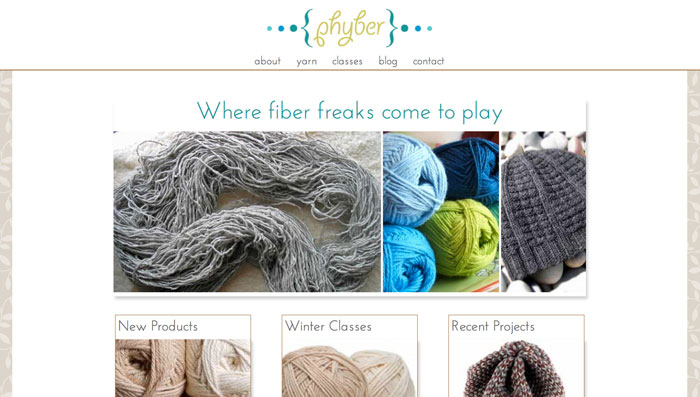 {phyber}
about yarn classes blog contact
Where fiber freaks come to play
New Products Winter Classes Recent Projects